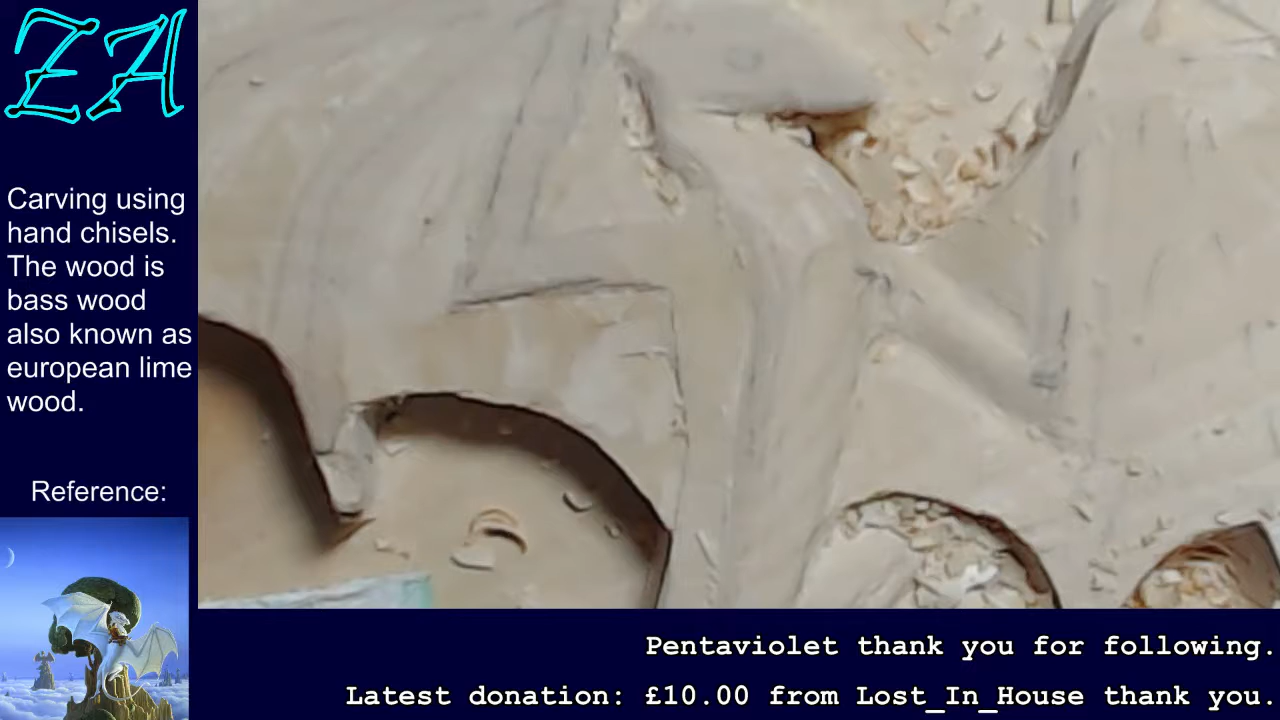 ZA
Carving using
hand chisels.
The wood is
bass wood
also known as
european lime
wood.
Reference:
Pentaviolet thank you for following.
Latest donation: £10.00 from Lost_In_House thank you.